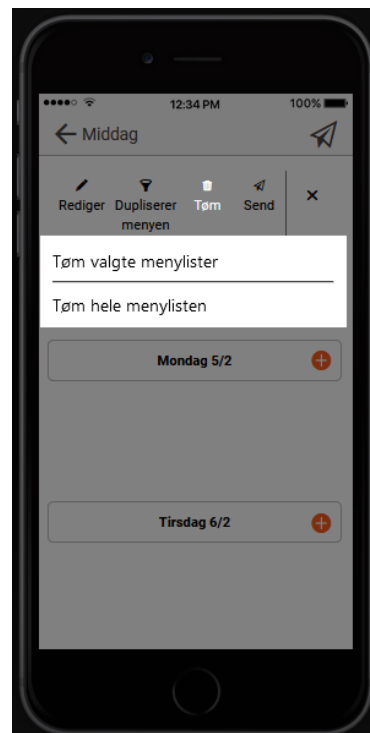 12:34 PM 100%
Middag
Rediger Dupliserer menyen Tøm Send ×
Tøm valgte menylister
Tøm hele menylisten
Mondag 5/2
Tirsdag 6/2